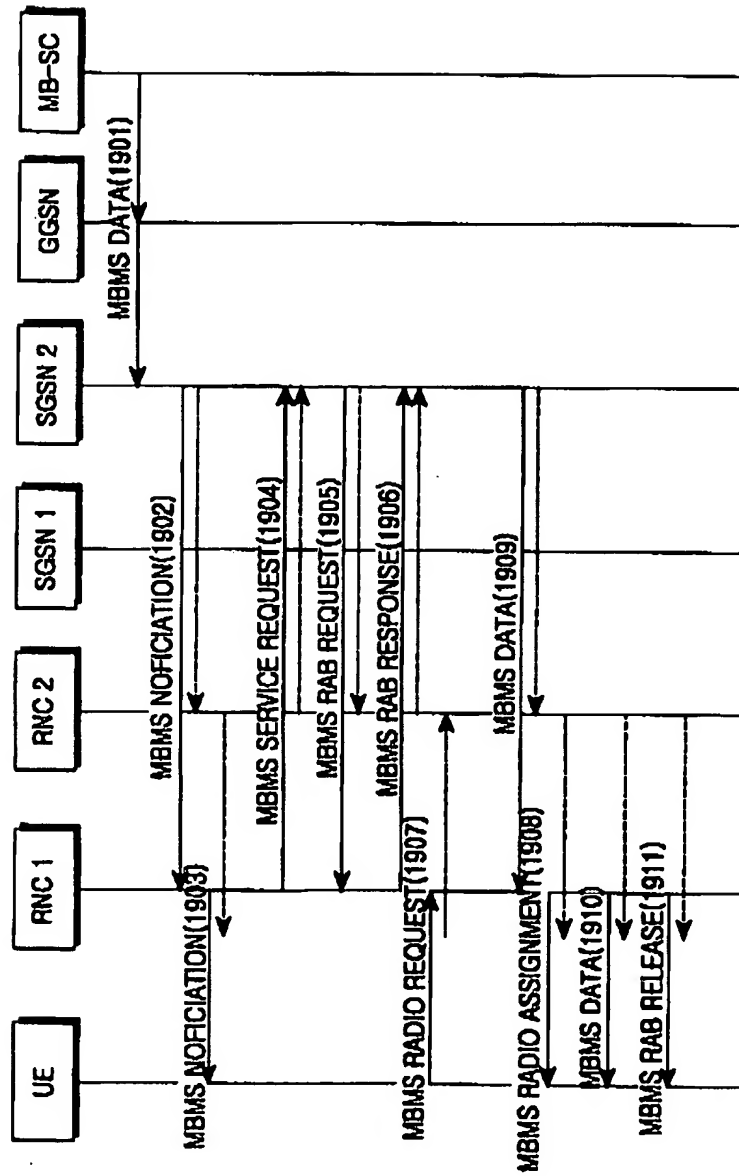 UE
RNC 1
RNC 2
SGSN 1
SGSN 2
GGSN
MB-SC
MBMS DATA(1901)
MBMS NOFICIATION(1902)
MBMS NOFICIATION(1903)
MBMS SERVICE REQUEST(1904)
MBMS RAB REQUEST(1905)
MBMS RAB RESPONSE(1906)
MBMS RADIO REQUEST(1907)
MBMS RADIO ASSIGNMENT(1908)
MBMS DATA(1909)
MBMS DATA(1910)
MBMS RAB RELEASE(1911)